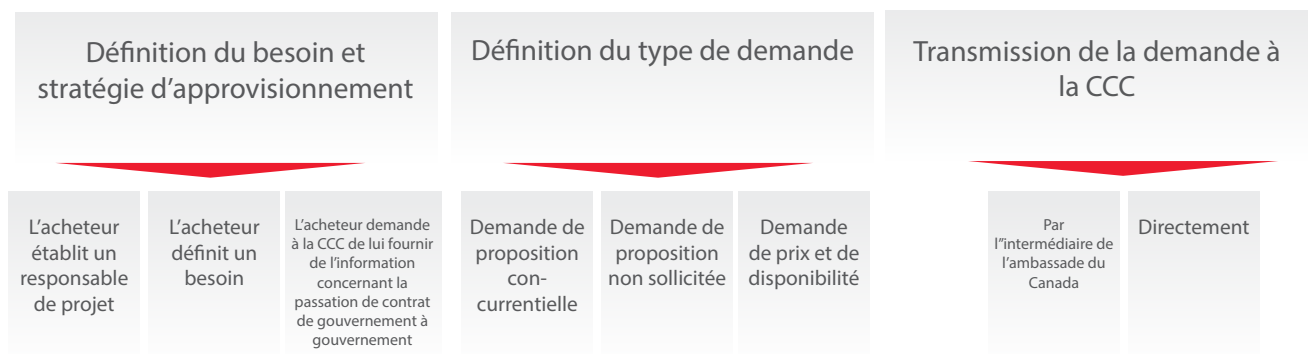 Définition du besoin et
stratégie d'approvisionnement
L'acheteur
établit un
responsable
de projet
L'acheteur
définit un
besoin
L'acheteur demande
à la CCC de lui fournir
de l'information
concernant la
passation de contrat
de gouvernement à
gouvernement
Définition du type de demande
Demande de
proposition
con-
currentielle
Demande de
proposition
non sollicitée
Demande
de prix et de
disponibilité
Transmission de la demande à
la CCC
Par
l''intermédiaire de
l'ambassade du
Canada
Directement